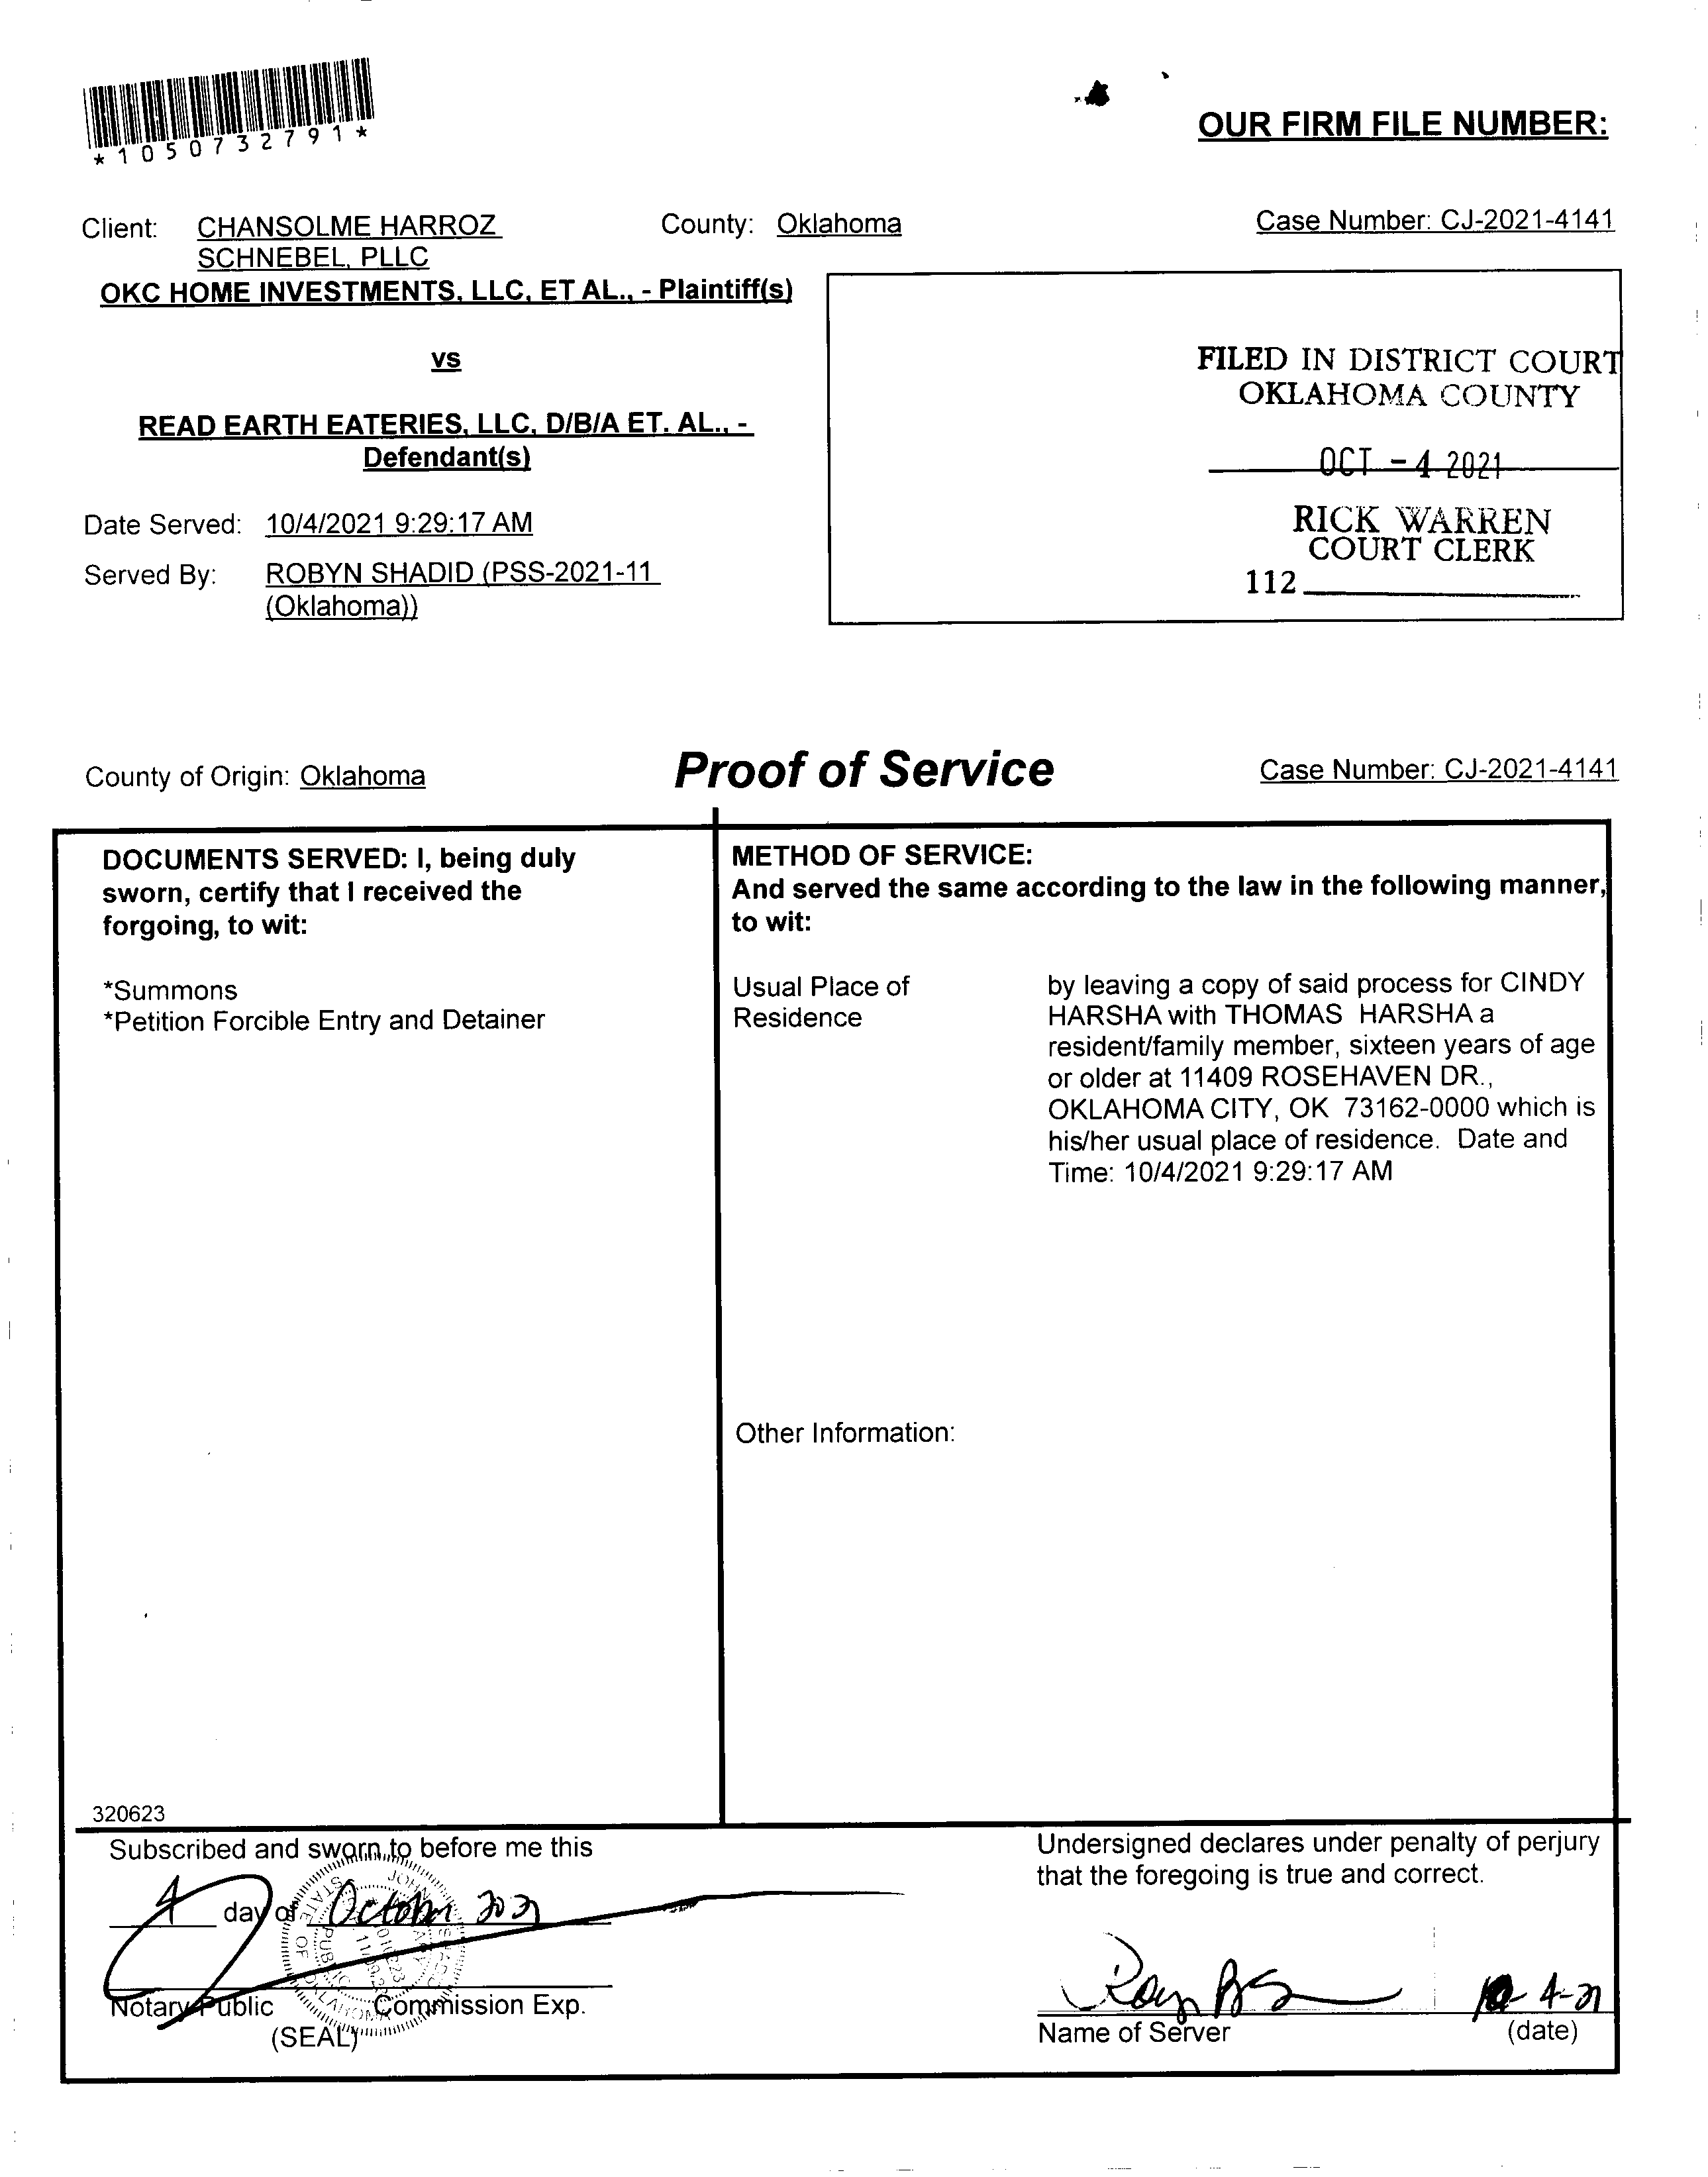 *1050732791*
OUR FIRM FILE NUMBER:
Client: CHANSOLME HARROZ SCHNEBEL, PLLC
County: Oklahoma
Case Number: CJ-2021-4141
OKC HOME INVESTMENTS, LLC, ET AL., - Plaintiff(s)
vs
READ EARTH EATERIES, LLC, D/B/A ET. AL., -
Defendant(s)
Date Served: 10/4/2021 9:29:17 AM
Served By: ROBYN SHADID (PSS-2021-11
(Oklahoma))
FILED IN DISTRICT COURT
OKLAHOMA COUNTY
OCT - 4 2021
RICK WARREN
COURT CLERK
112
County of Origin: Oklahoma
Proof of Service
Case Number: CJ-2021-4141
DOCUMENTS SERVED: I, being duly
sworn, certify that I received the
forgoing, to wit:
*Summons
*Petition Forcible Entry and Detainer
METHOD OF SERVICE:
And served the same according to the law in the following manner,
to wit:
Usual Place of
Residence
by leaving a copy of said process for CINDY
HARSHA with THOMAS HARSHA a
resident/family member, sixteen years of age
or older at 11409 ROSEHAVEN DR.,
OKLAHOMA CITY, OK 73162-0000 which is
his/her usual place of residence. Date and
Time: 10/4/2021 9:29:17 AM
Other Information:
320623
Subscribed and sworn to before me this
4 day of October 2021
Notary Public Commission Exp.
(SEAL)
Undersigned declares under penalty of perjury
that the foregoing is true and correct.
10-4-21
Name of Server (date)